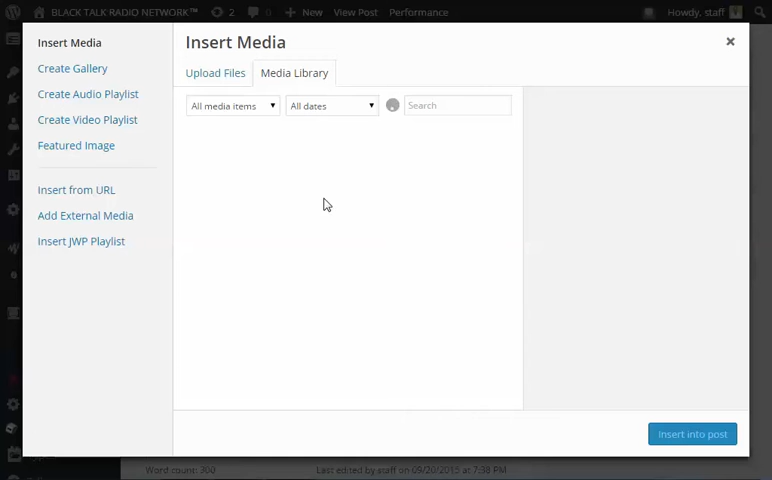 BLACK TALK RADIO NETWORK™ 2 0 New View Post Performance Howdy, staff
Insert Media
Create Gallery
Create Audio Playlist
Create Video Playlist
Featured Image
Insert from URL
Add External Media
Insert JWP Playlist
Insert Media
Upload Files Media Library
All media items All dates Search
Insert into post
Word count: 300 Last edited by staff on 09/20/2015 at 7:38 PM